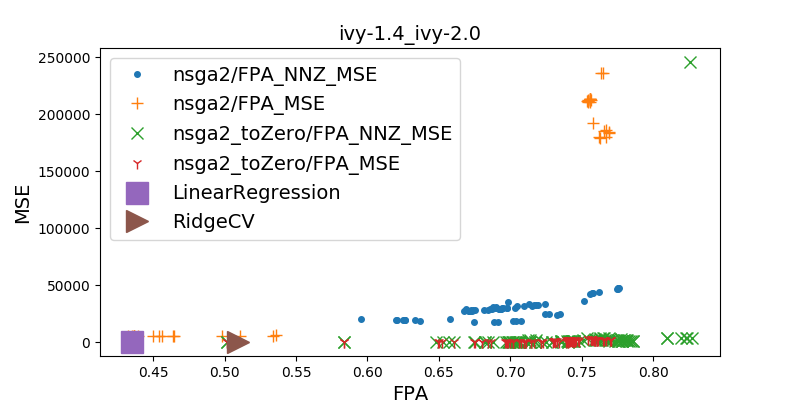 ivy-1.4_ivy-2.0
250000
200000
150000
100000
50000
0
MSE
nsga2/FPA_NNZ_MSE
nsga2/FPA_MSE
nsga2_toZero/FPA_NNZ_MSE
nsga2_toZero/FPA_MSE
LinearRegression
RidgeCV
0.45 0.50 0.55 0.60 0.65 0.70 0.75 0.80
FPA